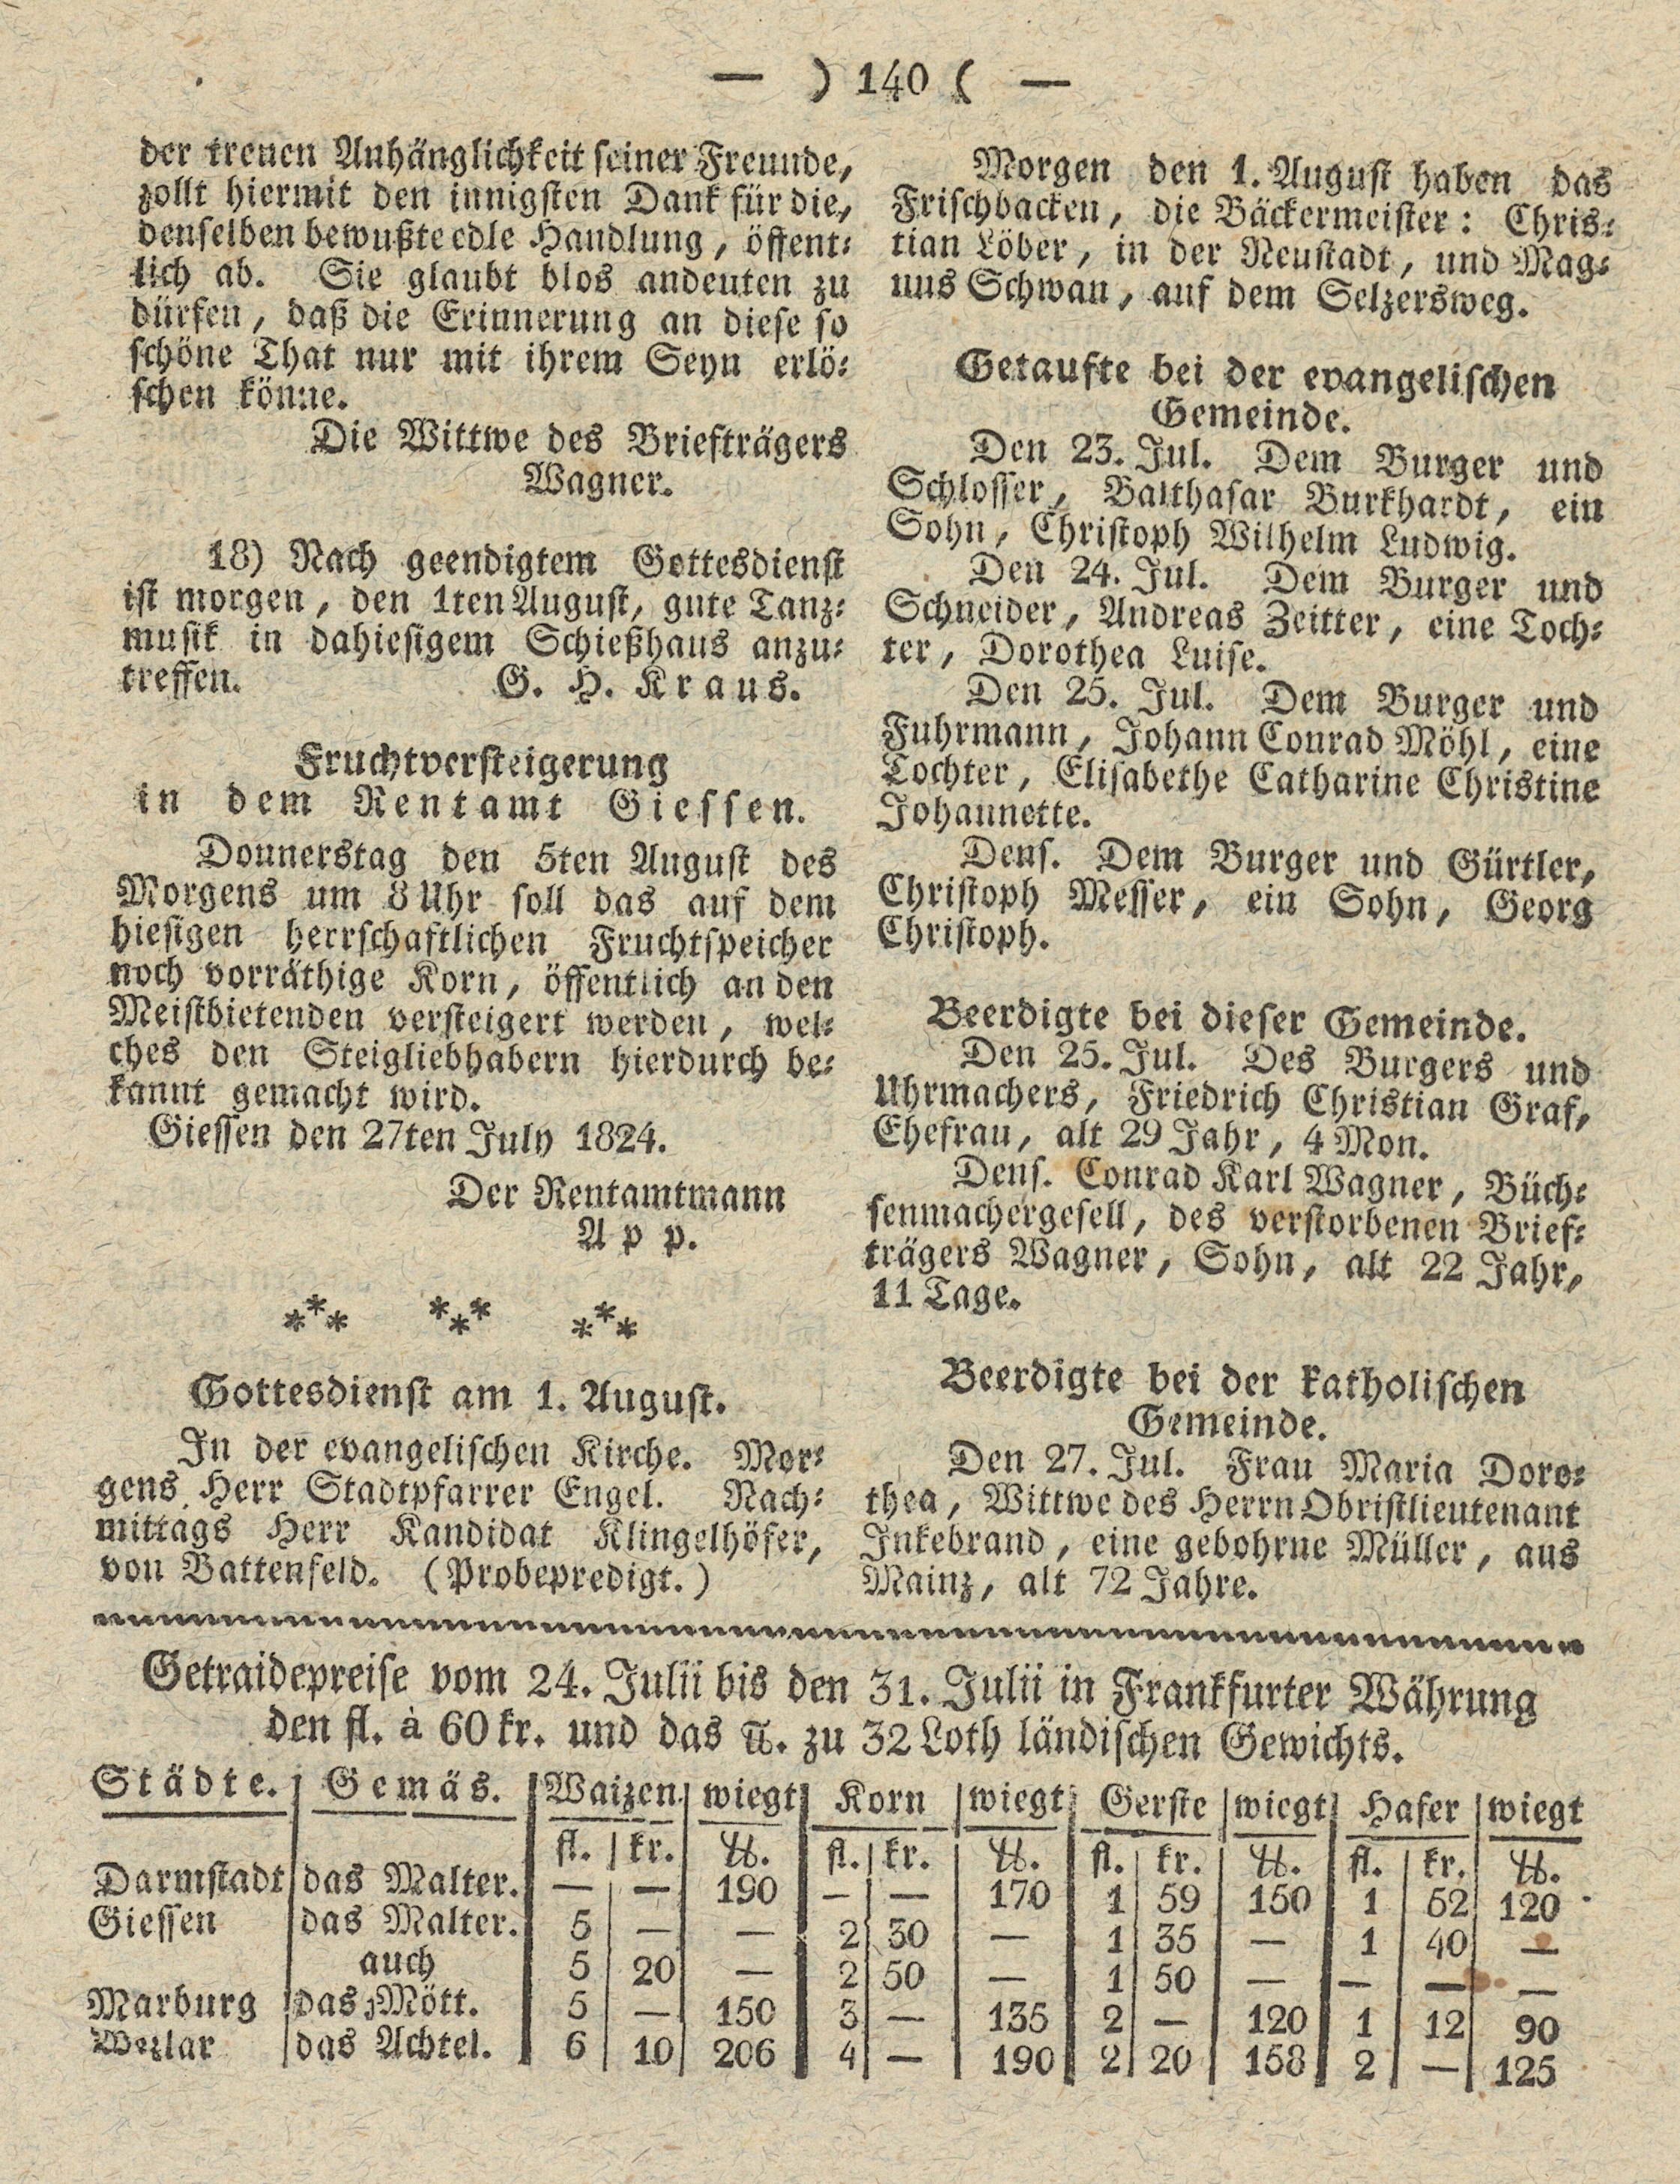 — ) 140 ( —
der treuen Anhänglichkeit seiner Freunde,
zollt hiermit den innigsten Dank für die,
denselben bewußte edle Handlung, öffent-
lich ab. Sie glaubt blos andeuten zu
dürfen, daß die Erinnerung an diese so
schöne That nur mit ihrem Seyn erlö-
schen könne.
Die Wittwe des Briefträgers
Wagner.
18) Nach geendigtem Gottesdienst
ist morgen, den 1ten August, gute Tanz-
musik in dahiesigem Schießhaus anzu-
treffen. G. H. Kraus.
Fruchtversteigerung
in dem Rentamt Giessen.
Donnerstag den 5ten August des
Morgens um 8 Uhr soll das auf dem
hiesigen herrschaftlichen Fruchtspeicher
noch vorräthige Korn, öffentlich an den
Meistbietenden versteigert werden, wel-
ches den Steigliebhabern hierdurch be-
kannt gemacht wird.
Giessen den 27ten July 1824.
Der Rentamtmann
App.
*** *** ***
Gottesdienst am 1. August.
In der evangelischen Kirche. Mor-
gens Herr Stadtpfarrer Engel. Nach-
mittags Herr Kandidat Klingelhöfer,
von Battenfeld. (Probepredigt.)
Morgen den 1. August haben das
Frischbacken, die Bäckermeister: Chris-
tian Löber, in der Neustadt, und Mag-
nus Schwan, auf dem Selzersweg.
Getaufte bei der evangelischen
Gemeinde.
Den 23. Jul. Dem Burger und
Schlosser, Balthasar Burkhardt, ein
Sohn, Christoph Wilhelm Ludwig.
Den 24. Jul. Dem Burger und
Schneider, Andreas Zeitter, eine Toch-
ter, Dorothea Luise.
Den 25. Jul. Dem Burger und
Fuhrmann, Johann Conrad Möhl, eine
Tochter, Elisabethe Catharine Christine
Johannette.
Dens. Dem Burger und Gürtler,
Christoph Messer, ein Sohn, Georg
Christoph.
Beerdigte bei dieser Gemeinde.
Den 25. Jul. Des Burgers und
Uhrmachers, Friedrich Christian Graf,
Ehefrau, alt 29 Jahr, 4 Mon.
Dens. Conrad Karl Wagner, Büch-
senmachergesell, des verstorbenen Brief-
trägers Wagner, Sohn, alt 22 Jahr,
11 Tage.
Beerdigte bei der katholischen
Gemeinde.
Den 27. Jul. Frau Maria Doro-
thea, Wittwe des Herrn Obristlieutenant
Inkebrand, eine gebohrne Müller, aus
Mainz, alt 72 Jahre.
Getraidepreise vom 24. Julii bis den 31. Julii in Frankfurter Währung
den fl. à 60 kr. und das ℔. zu 32 Loth ländischen Gewichts.
Städte. Gemäs. Waizen. wiegt Korn wiegt Gerste wiegt Hafer wiegt
fl. kr. ℔. fl. kr. ℔. fl. kr. ℔. fl. kr. ℔.
Darmstadt das Malter. — — 190 — — 170 1 59 150 1 52 120
Giessen das Malter. 5 — — 2 30 — 1 35 — 1 40 —
auch 5 20 — 2 50 — 1 50 — — — —
Marburg das Mött. 5 — 150 3 — 135 2 — 120 1 12 90
Wezlar das Achtel. 6 10 206 4 — 190 2 20 158 2 — 125